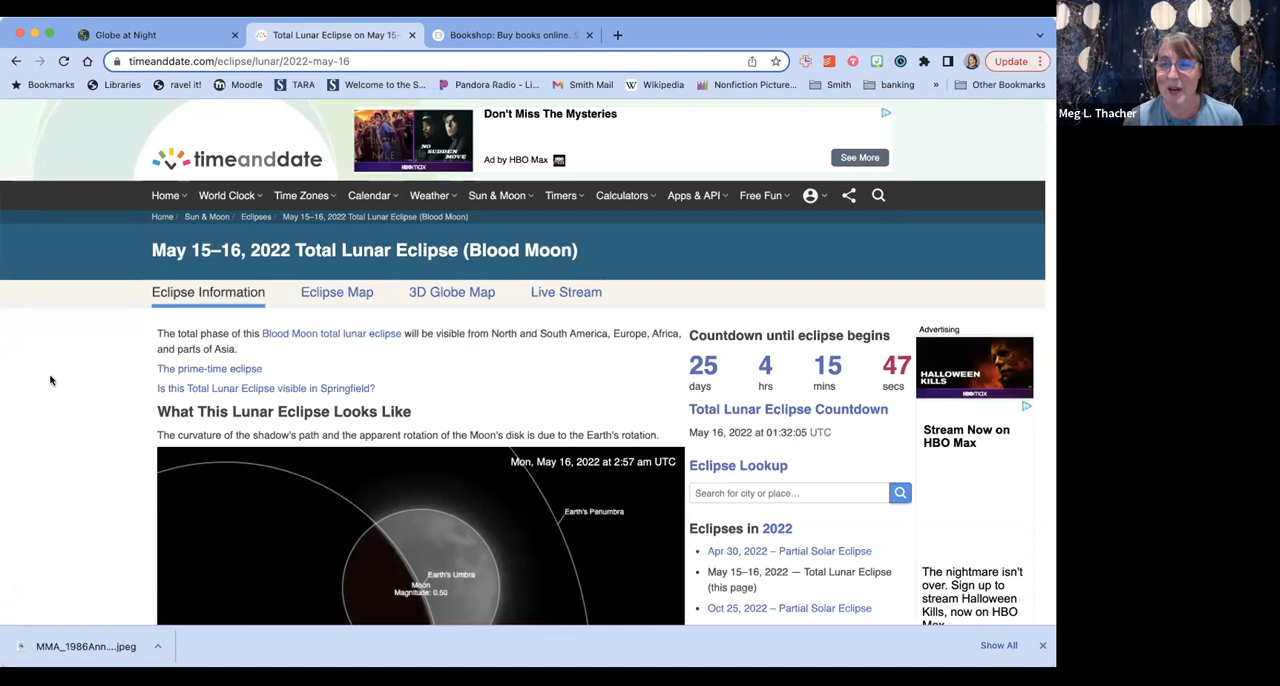 Globe at Night
Total Lunar Eclipse on May 15-
Bookshop: Buy books online. S
timeanddate.com/eclipse/lunar/2022-may-16
Update
Bookmarks
Libraries
ravel it!
Moodle
TARA
Welcome to the S...
Pandora Radio – Li...
Smith Mail
Wikipedia
Nonfiction Picture...
Smith
banking
»
Other Bookmarks
Meg L. Thacher
timeanddate
NO SUDDEN MOVE
HBOMAX
Don't Miss The Mysteries
Ad by HBO Max
See More
Home
World Clock
Time Zones
Calendar
Weather
Sun & Moon
Timers
Calculators
Apps & API
Free Fun
Home / Sun & Moon / Eclipses / May 15–16, 2022 Total Lunar Eclipse (Blood Moon)
May 15–16, 2022 Total Lunar Eclipse (Blood Moon)
Eclipse Information
Eclipse Map
3D Globe Map
Live Stream
The total phase of this Blood Moon total lunar eclipse will be visible from North and South America, Europe, Africa,
and parts of Asia.
The prime-time eclipse
Is this Total Lunar Eclipse visible in Springfield?
What This Lunar Eclipse Looks Like
The curvature of the shadow's path and the apparent rotation of the Moon's disk is due to the Earth's rotation.
Mon, May 16, 2022 at 2:57 am UTC
Earth's Penumbra
Earth's Umbra
Moon
Magnitude: 0.50
Countdown until eclipse begins
25 4 15 47
days hrs mins secs
Total Lunar Eclipse Countdown
May 16, 2022 at 01:32:05 UTC
Eclipse Lookup
Search for city or place...
Eclipses in 2022
• Apr 30, 2022 – Partial Solar Eclipse
• May 15–16, 2022 — Total Lunar Eclipse
(this page)
• Oct 25, 2022 – Partial Solar Eclipse
Advertising
HALLOWEEN
KILLS
HBOMAX
Stream Now on
HBO Max
The nightmare isn't
over. Sign up to
stream Halloween
Kills, now on HBO
Max
MMA_1986Ann....jpeg
Show All